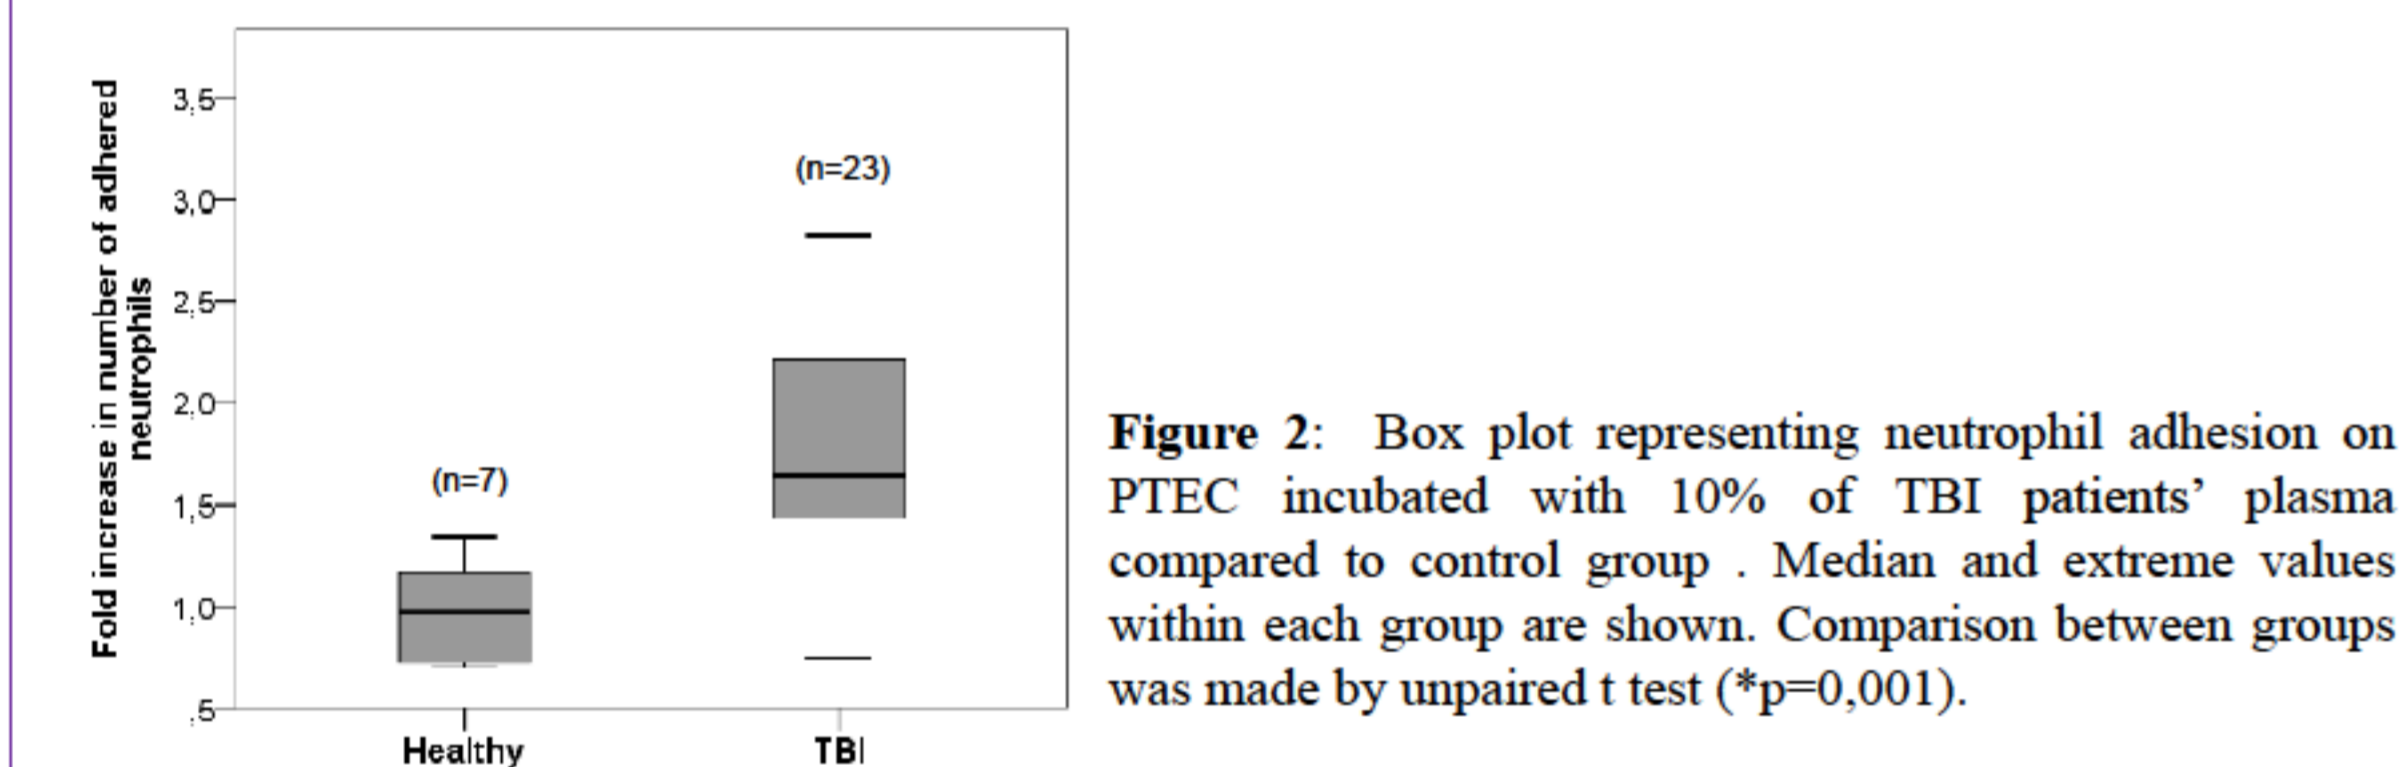 Fold increase in number of adhered
neutrophils
3,5
3,0
2,5
2,0
1,5
1,0
,5
(n=7)
(n=23)
Healthy
TBI
Figure 2: Box plot representing neutrophil adhesion on
PTEC incubated with 10% of TBI patients’ plasma
compared to control group . Median and extreme values
within each group are shown. Comparison between groups
was made by unpaired t test (*p=0,001).